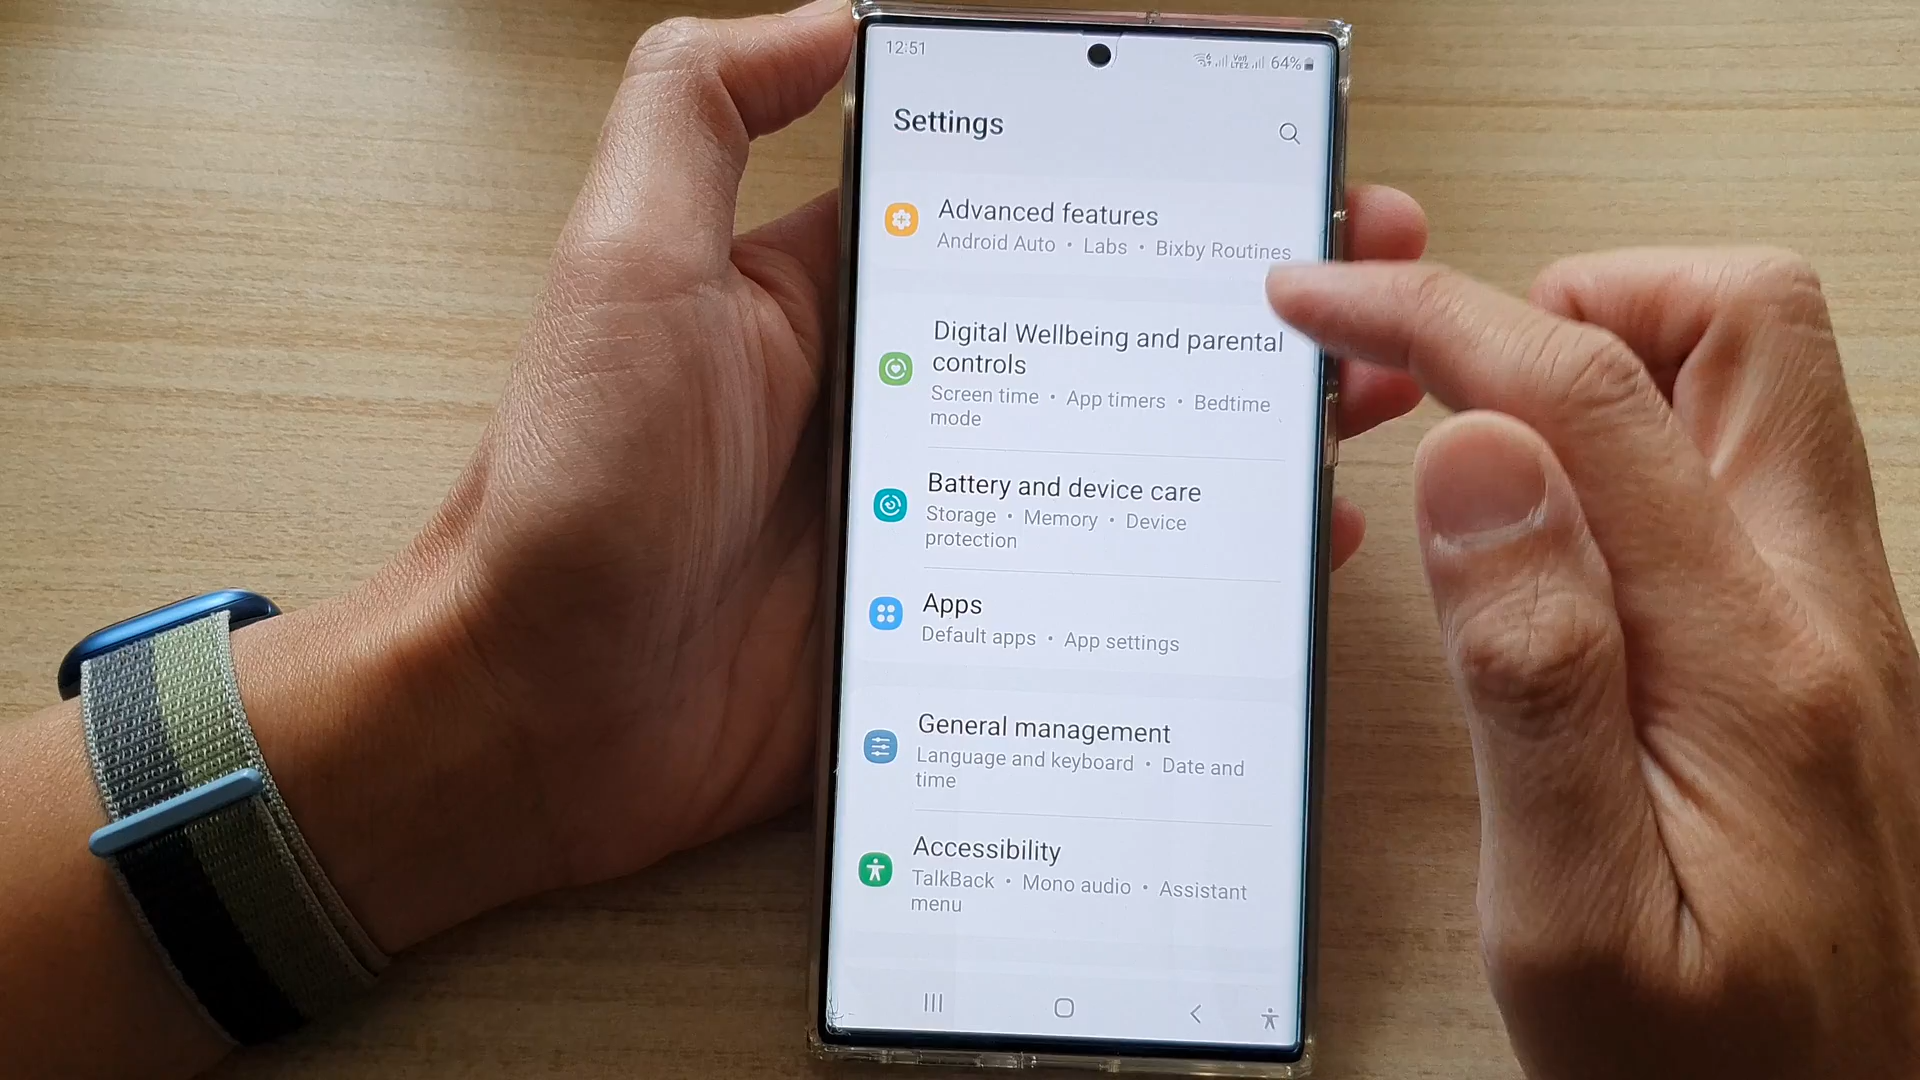 12:51
64%
Settings
Advanced features
Android Auto • Labs • Bixby Routines
Digital Wellbeing and parental
controls
Screen time • App timers • Bedtime
mode
Battery and device care
Storage • Memory • Device
protection
Apps
Default apps • App settings
General management
Language and keyboard • Date and
time
Accessibility
TalkBack • Mono audio • Assistant
menu